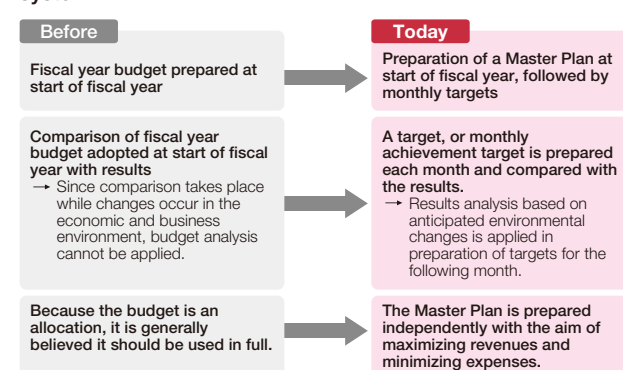 Before
Today
Fiscal year budget prepared at
start of fiscal year
Preparation of a Master Plan at
start of fiscal year, followed by
monthly targets
Comparison of fiscal year
budget adopted at start of fiscal
year with results
→ Since comparison takes place
while changes occur in the
economic and business
environment, budget analysis
cannot be applied.
A target, or monthly
achievement target is prepared
each month and compared with
the results.
→ Results analysis based on
anticipated environmental
changes is applied in
preparation of targets for the
following month.
Because the budget is an
allocation, it is generally
believed it should be used in full.
The Master Plan is prepared
independently with the aim of
maximizing revenues and
minimizing expenses.